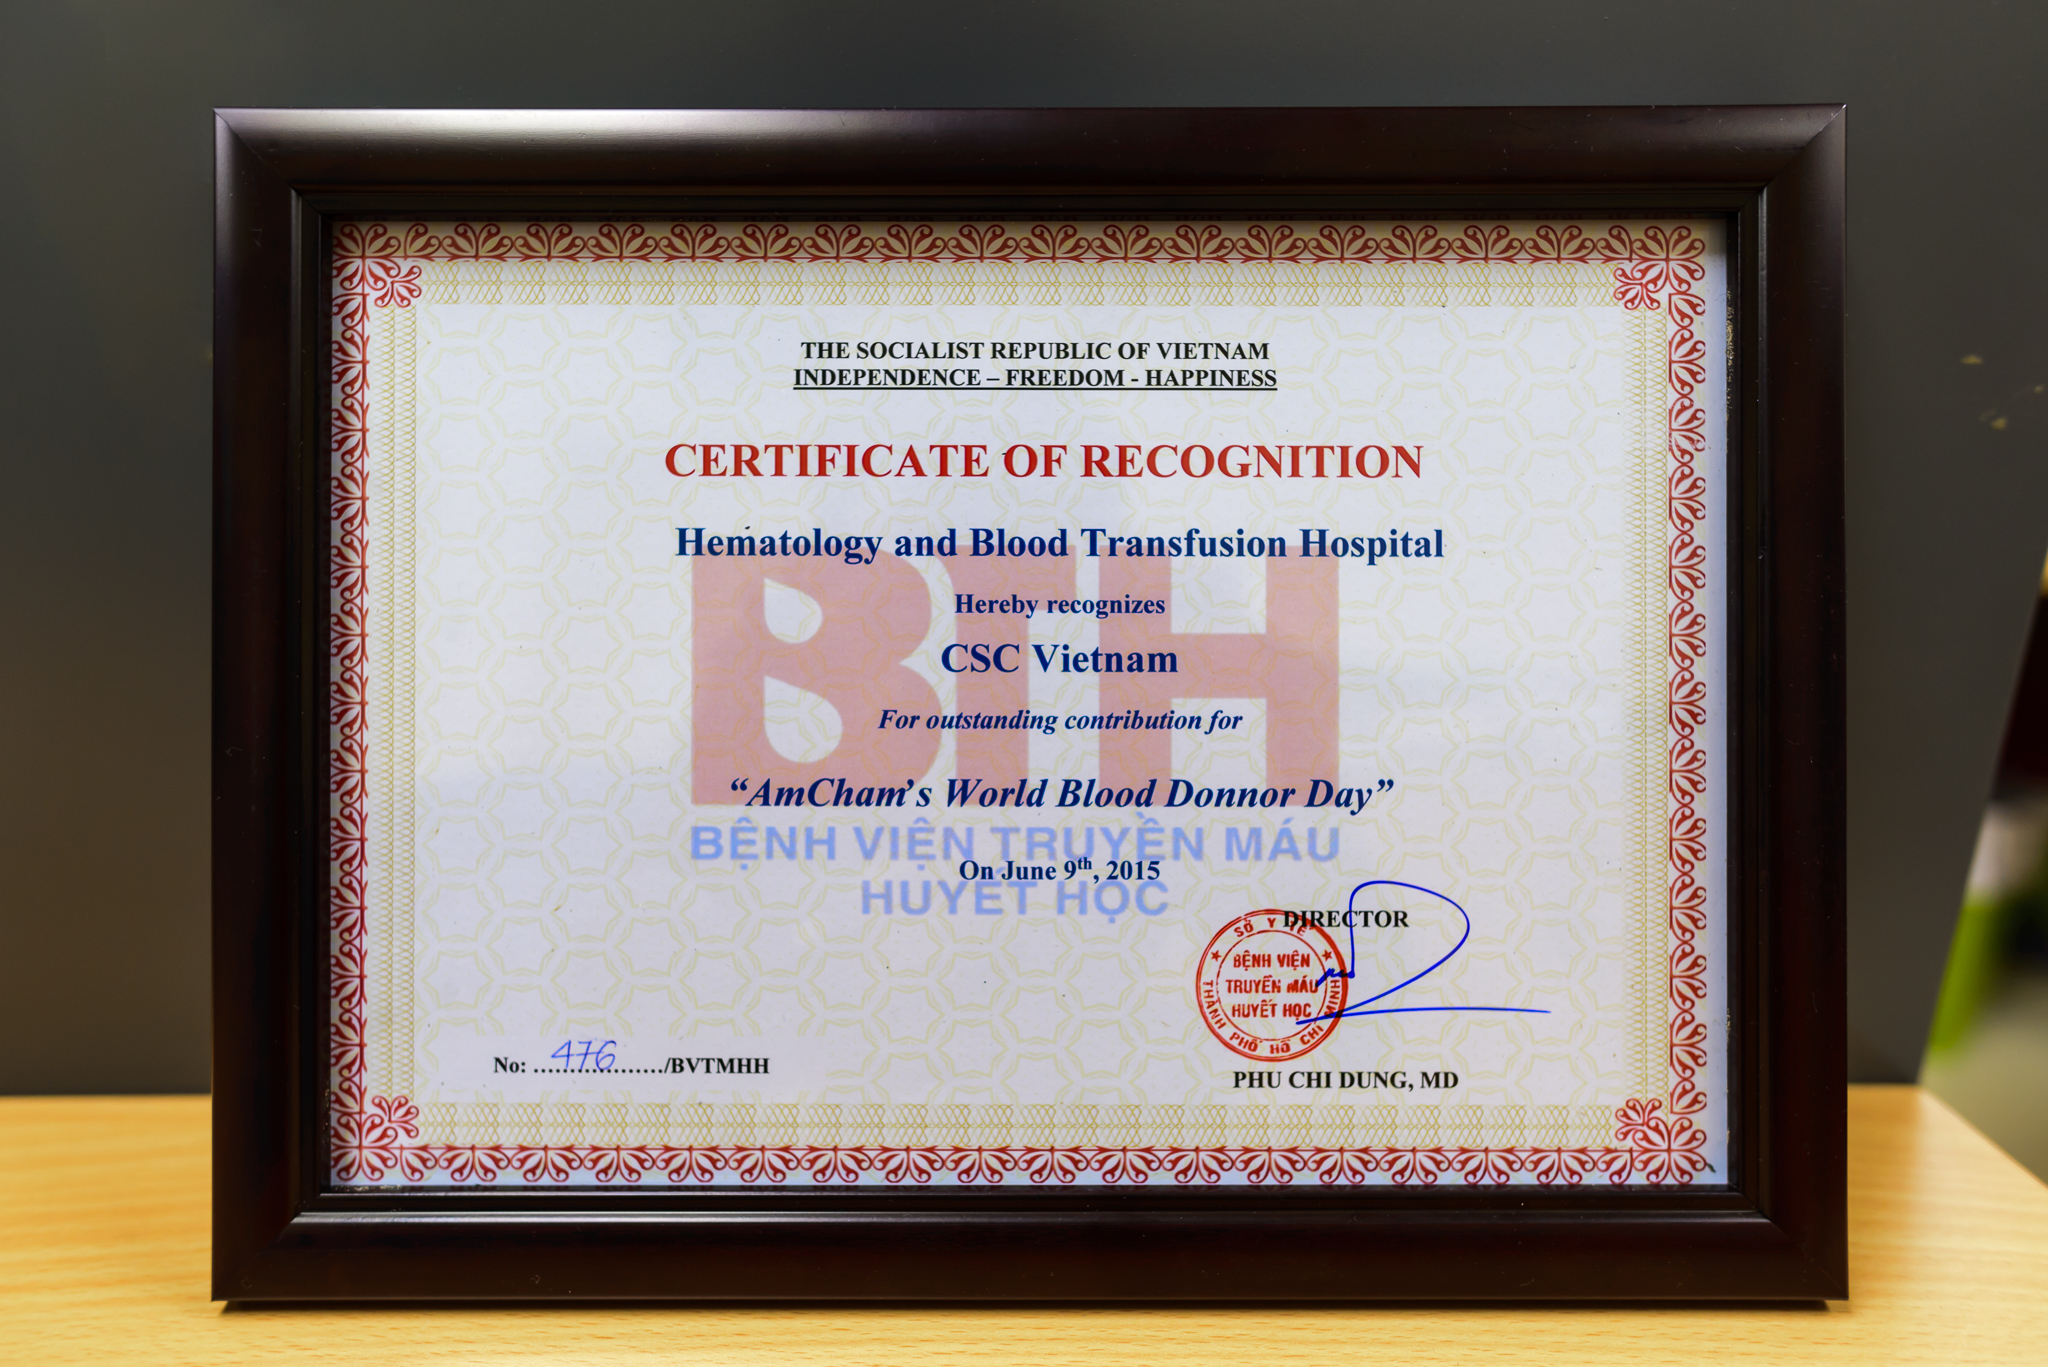 THE SOCIALIST REPUBLIC OF VIETNAM
INDEPENDENCE – FREEDOM - HAPPINESS
CERTIFICATE OF RECOGNITION
Hematology and Blood Transfusion Hospital
BTH
Hereby recognizes
CSC Vietnam
For outstanding contribution for
“AmCham’s World Blood Donnor Day”
BỆNH VIỆN TRUYỀN MÁU
HUYẾT HỌC
On June 9th, 2015
DIRECTOR
SỞ Y TẾ
BỆNH VIỆN
TRUYỀN MÁU
HUYẾT HỌC
THÀNH PHỐ HỒ CHÍ MINH
No: ....476....../BVTMHH
PHU CHI DUNG, MD